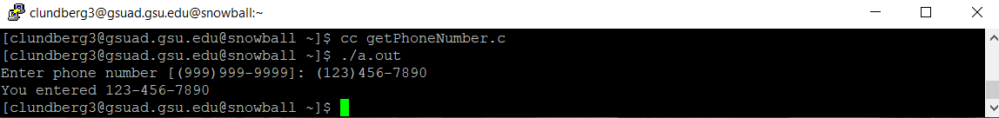 clundberg3@gsuad.gsu.edu@snowball:~
[clundberg3@gsuad.gsu.edu@snowball ~]$ cc getPhoneNumber.c
[clundberg3@gsuad.gsu.edu@snowball ~]$ ./a.out
Enter phone number [(999)999-9999]: (123)456-7890
You entered 123-456-7890
[clundberg3@gsuad.gsu.edu@snowball ~]$